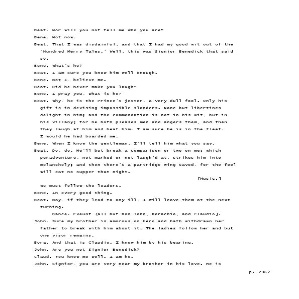 Beat. Nor will you not tell me who you are?
Bene. Not now.
Beat. That I was disdainful, and that I had my good wit out of the
'Hundred Merry Tales.' Well, this was Signior Benedick that said
so.
Bene. What's he?
Beat. I am sure you know him well enough.
Bene. Not I, believe me.
Beat. Did he never make you laugh?
Bene. I pray you, what is he?
Beat. Why, he is the Prince's jester, a very dull fool. Only his
gift is in devising impossible slanders. None but libertines
delight in him; and the commendation is not in his wit, but in
his villany; for he both pleases men and angers them, and then
they laugh at him and beat him. I am sure he is in the fleet.
I would he had boarded me.
Bene. When I know the gentleman, I'll tell him what you say.
Beat. Do, do. He'll but break a comparison or two on me; which
peradventure, not marked or not laugh'd at, strikes him into
melancholy; and then there's a partridge wing saved, for the fool
will eat no supper that night.
[Music.]
We must follow the leaders.
Bene. In every good thing.
Beat. Nay, if they lead to any ill, I will leave them at the next
turning.
Dance. Exeunt (all but Don John, Borachio, and Claudio).
John. Sure my brother is amorous on Hero and hath withdrawn her
father to break with him about it. The ladies follow her and but
one visor remains.
Bora. And that is Claudio. I know him by his bearing.
John. Are you not Signior Benedick?
Claud. You know me well. I am he.
John. Signior, you are very near my brother in his love. He is